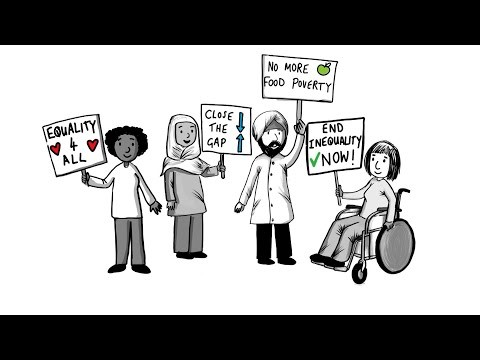 EQUALITY
4
ALL
CLOSE
THE
GAP
NO MORE
FOOD POVERTY
END
INEQUALITY
NOW!